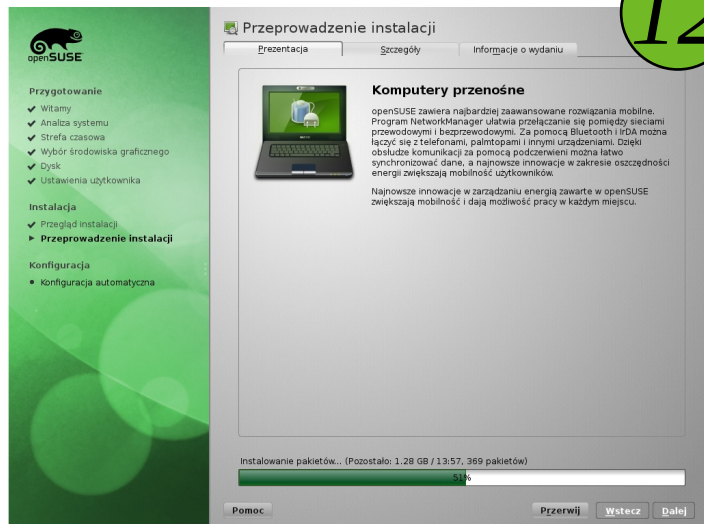 12
openSUSE
Przeprowadzenie instalacji
Prezentacja
Szczegóły
Informacje o wydaniu
Przygotowanie
Witamy
Analiza systemu
Strefa czasowa
Wybór środowiska graficznego
Dysk
Ustawienia użytkownika
Instalacja
Przegląd instalacji
Przeprowadzenie instalacji
Konfiguracja
Konfiguracja automatyczna
Komputery przenośne
openSUSE zawiera najbardziej zaawansowane rozwiązania mobilne.
Program NetworkManager ułatwia przełączanie się pomiędzy sieciami
przewodowymi i bezprzewodowymi. Za pomocą Bluetooth i IrDA można
łączyć się z telefonami, palmtopami i innymi urządzeniami. Dzięki
obsłudze komunikacji za pomocą podczerwieni można łatwo
synchronizować dane, a najnowsze innowacje w zakresie oszczędności
energii zwiększają mobilność użytkowników.
Najnowsze innowacje w zarządzaniu energią zawarte w openSUSE
zwiększają mobilność i dają możliwość pracy w każdym miejscu.
Instalowanie pakietów... (Pozostało: 1.28 GB / 13:57, 369 pakietów)
51%
Pomoc
Przerwij
Wstecz
Dalej